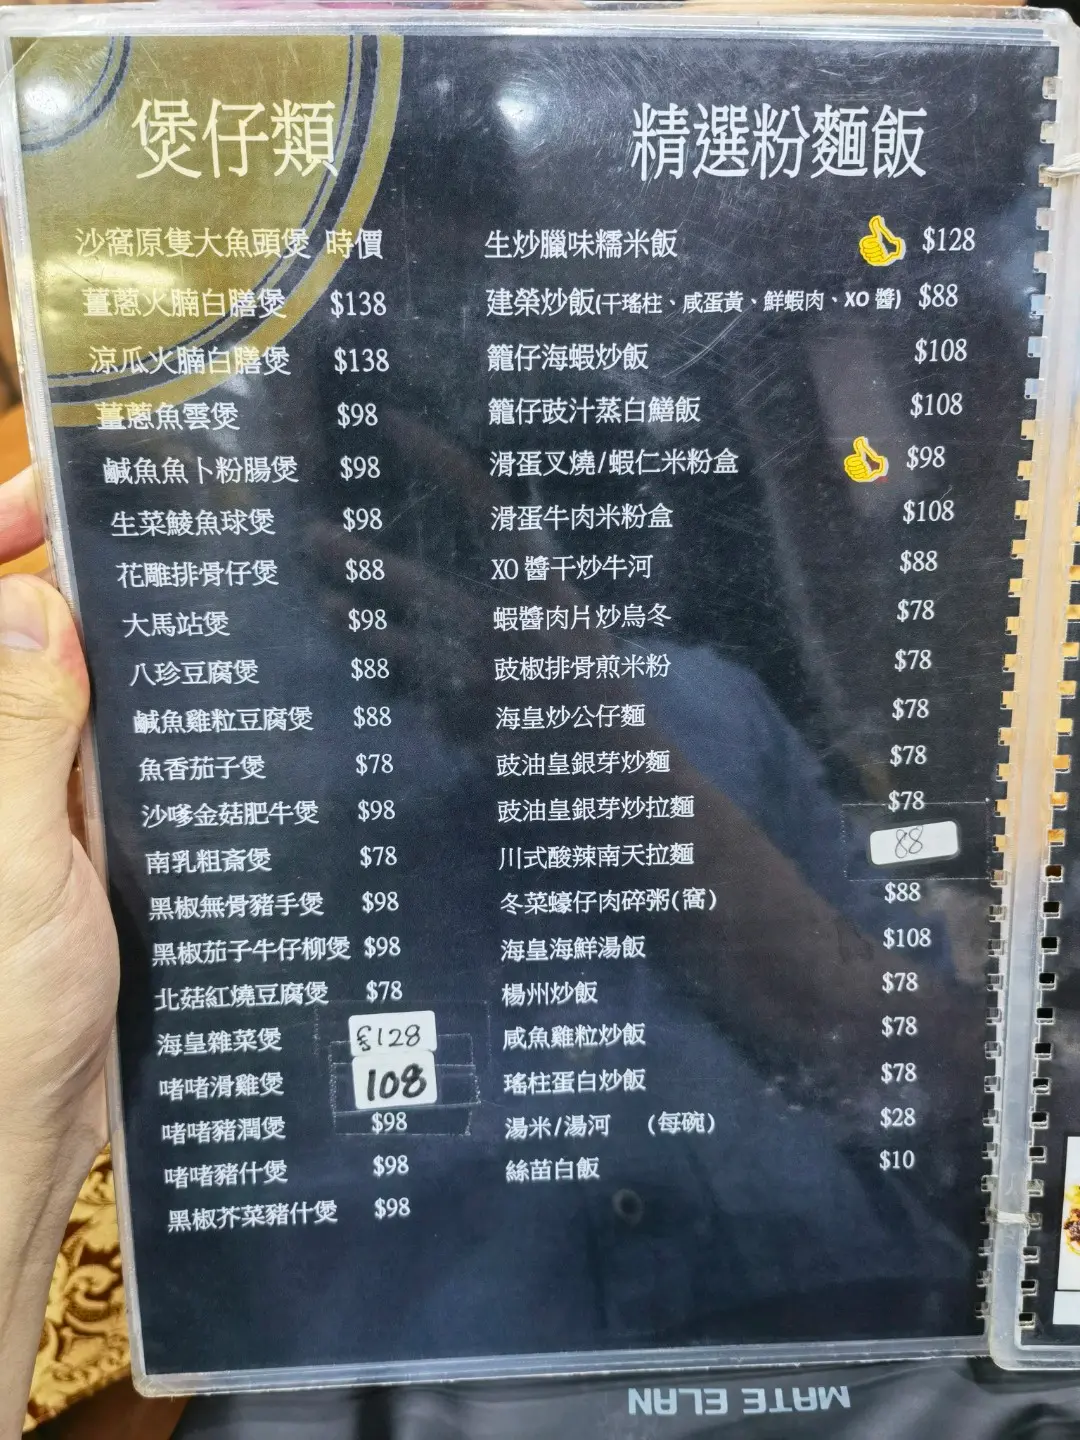 煲仔類
沙窩原隻大魚頭煲 時價
薑蔥火腩白膳煲 $138
涼瓜火腩白膳煲 $138
薑蔥魚雲煲 $98
鹹魚魚卜粉腸煲 $98
生菜鯪魚球煲 $98
花雕排骨仔煲 $88
大馬站煲 $98
八珍豆腐煲 $88
鹹魚雞粒豆腐煲 $88
魚香茄子煲 $78
沙嗲金菇肥牛煲 $98
南乳粗斎煲 $78
黑椒無骨豬手煲 $98
黑椒茄子牛仔柳煲 $98
北菇紅燒豆腐煲 $78
海皇雜菜煲 $128
啫啫滑雞煲 108
啫啫豬潤煲 $98
啫啫豬什煲 $98
黑椒芥菜豬什煲 $98
精選粉麵飯
生炒臘味糯米飯 $128
建榮炒飯(干瑤柱、咸蛋黃、鮮蝦肉、XO 醬) $88
籠仔海蝦炒飯 $108
籠仔豉汁蒸白鱔飯 $108
滑蛋叉燒/蝦仁米粉盒 $98
滑蛋牛肉米粉盒 $108
XO 醬干炒牛河 $88
蝦醬肉片炒烏冬 $78
豉椒排骨煎米粉 $78
海皇炒公仔麵 $78
豉油皇銀芽炒麵 $78
豉油皇銀芽炒拉麵 $78
川式酸辣南天拉麵 88
冬菜蠔仔肉碎粥(窩) $88
海皇海鮮湯飯 $108
楊州炒飯 $78
咸魚雞粒炒飯 $78
瑤柱蛋白炒飯 $78
湯米/湯河 (每碗) $28
絲苗白飯 $10
MATE ELAN